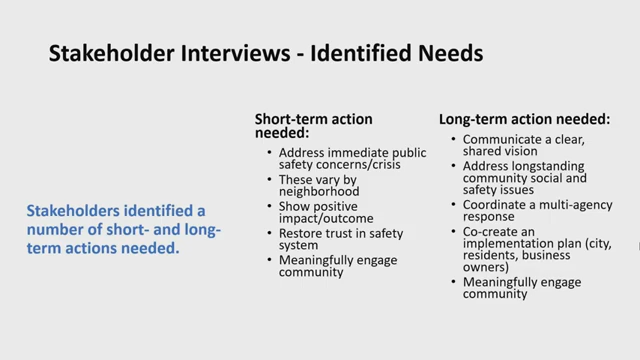 Stakeholder Interviews - Identified Needs
Stakeholders identified a
number of short- and long-
term actions needed.
Short-term action
needed:
• Address immediate public
safety concerns/crisis
• These vary by
neighborhood
• Show positive
impact/outcome
• Restore trust in safety
system
• Meaningfully engage
community
Long-term action needed:
• Communicate a clear,
shared vision
• Address longstanding
community social and
safety issues
• Coordinate a multi-agency
response
• Co-create an
implementation plan (city,
residents, business
owners)
• Meaningfully engage
community